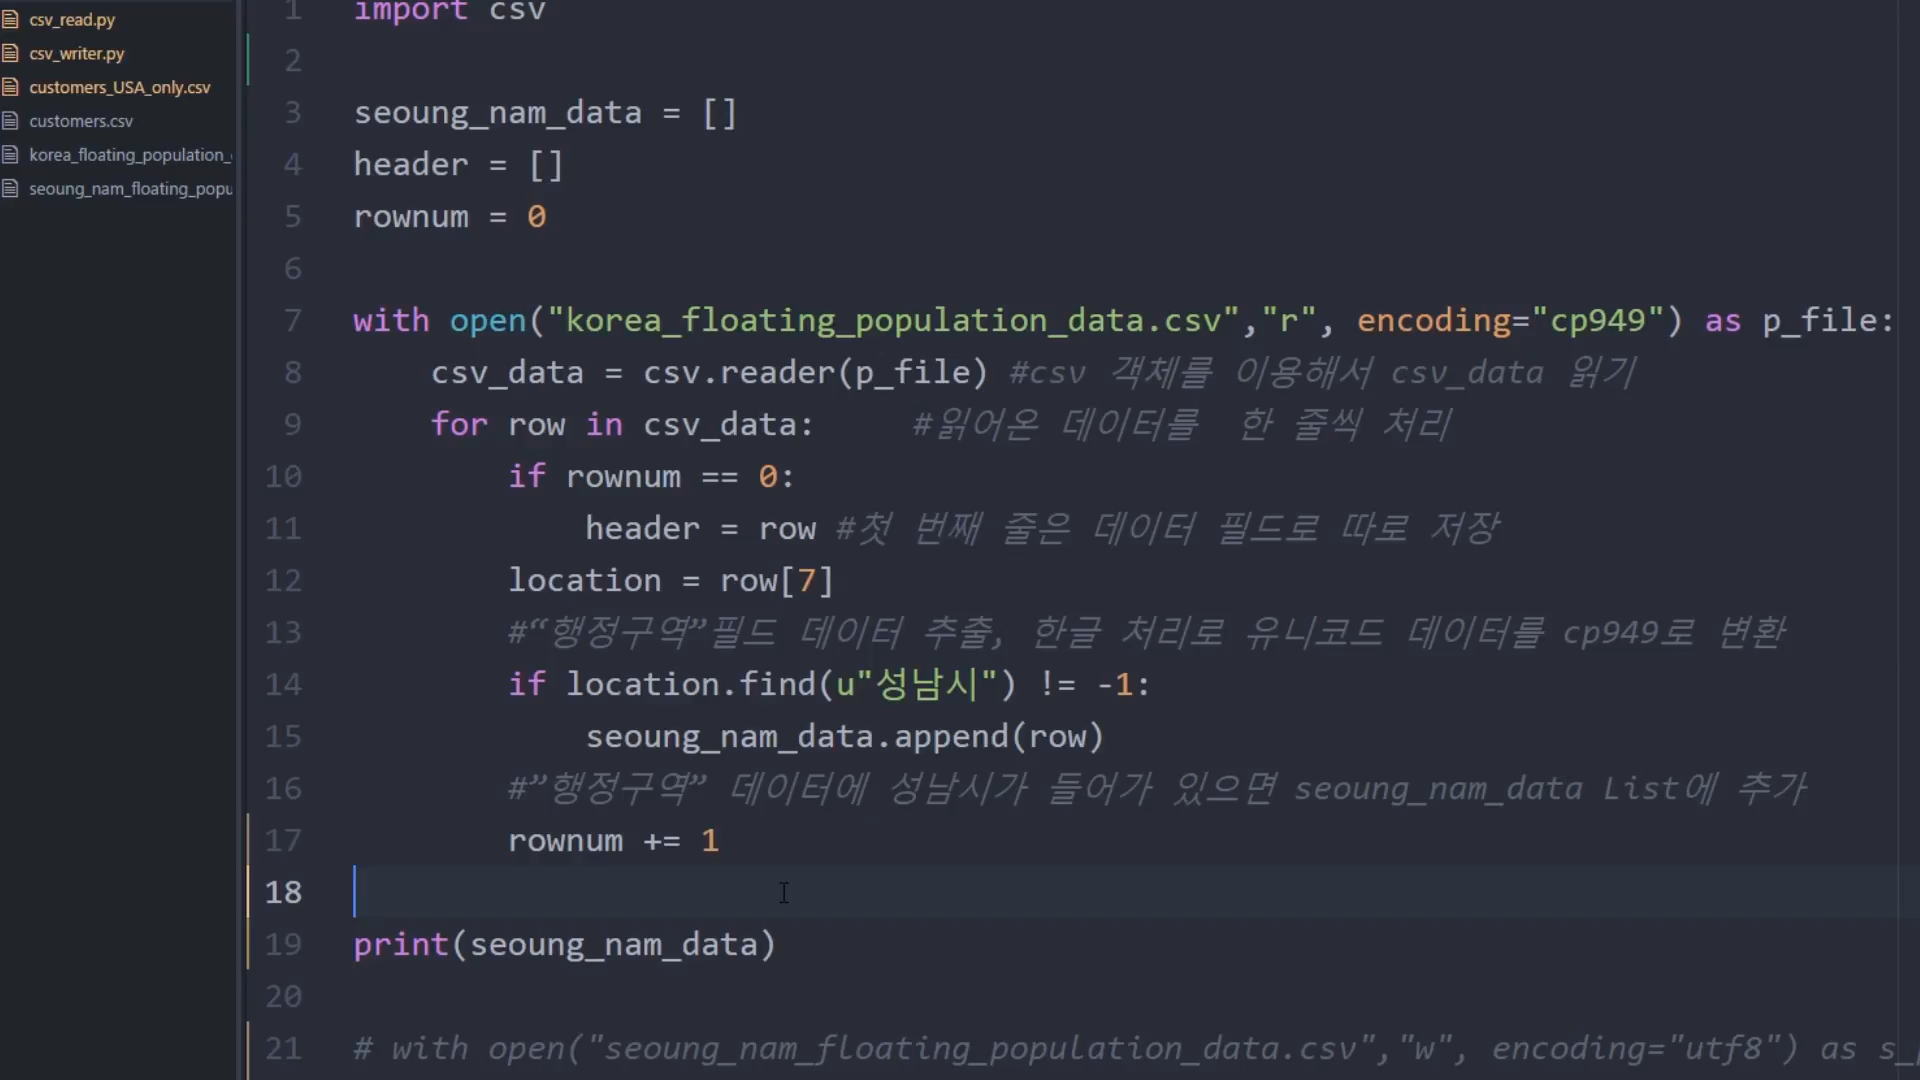 csv_read.py
csv_writer.py
customers_USA_only.csv
customers.csv
korea_floating_population_
seoung_nam_floating_popu
1 import csv
2
3 seoung_nam_data = []
4 header = []
5 rownum = 0
6
7 with open("korea_floating_population_data.csv","r", encoding="cp949") as p_file:
8 csv_data = csv.reader(p_file) #csv 객체를 이용해서 csv_data 읽기
9 for row in csv_data: #읽어온 데이터를 한 줄씩 처리
10 if rownum == 0:
11 header = row #첫 번째 줄은 데이터 필드로 따로 저장
12 location = row[7]
13 #“행정구역”필드 데이터 추출, 한글 처리로 유니코드 데이터를 cp949로 변환
14 if location.find(u"성남시") != -1:
15 seoung_nam_data.append(row)
16 #”행정구역” 데이터에 성남시가 들어가 있으면 seoung_nam_data List에 추가
17 rownum += 1
18
19 print(seoung_nam_data)
20
21 # with open("seoung_nam_floating_population_data.csv","w", encoding="utf8") as s_